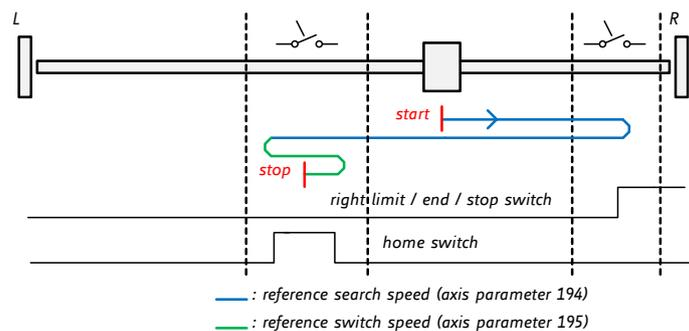 L
R
start
stop
right limit / end / stop switch
home switch
: reference search speed (axis parameter 194)
: reference switch speed (axis parameter 195)